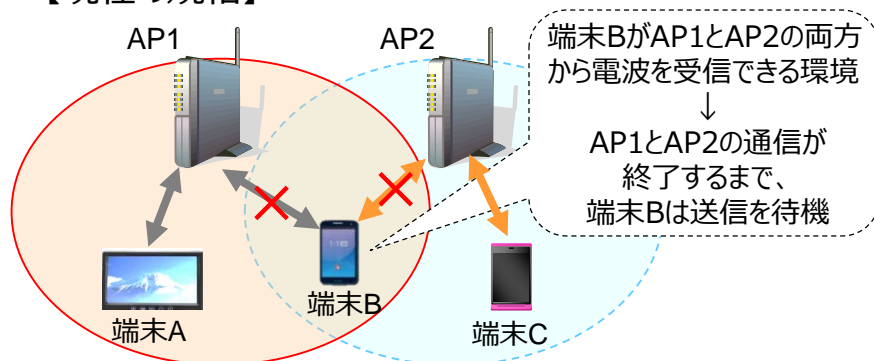 AP1
AP2
端末BがAP1とAP2の両方
から電波を受信できる環境
↓
AP1とAP2の通信が
終了するまで、
端末Bは送信を待機
端末A
端末B
端末C